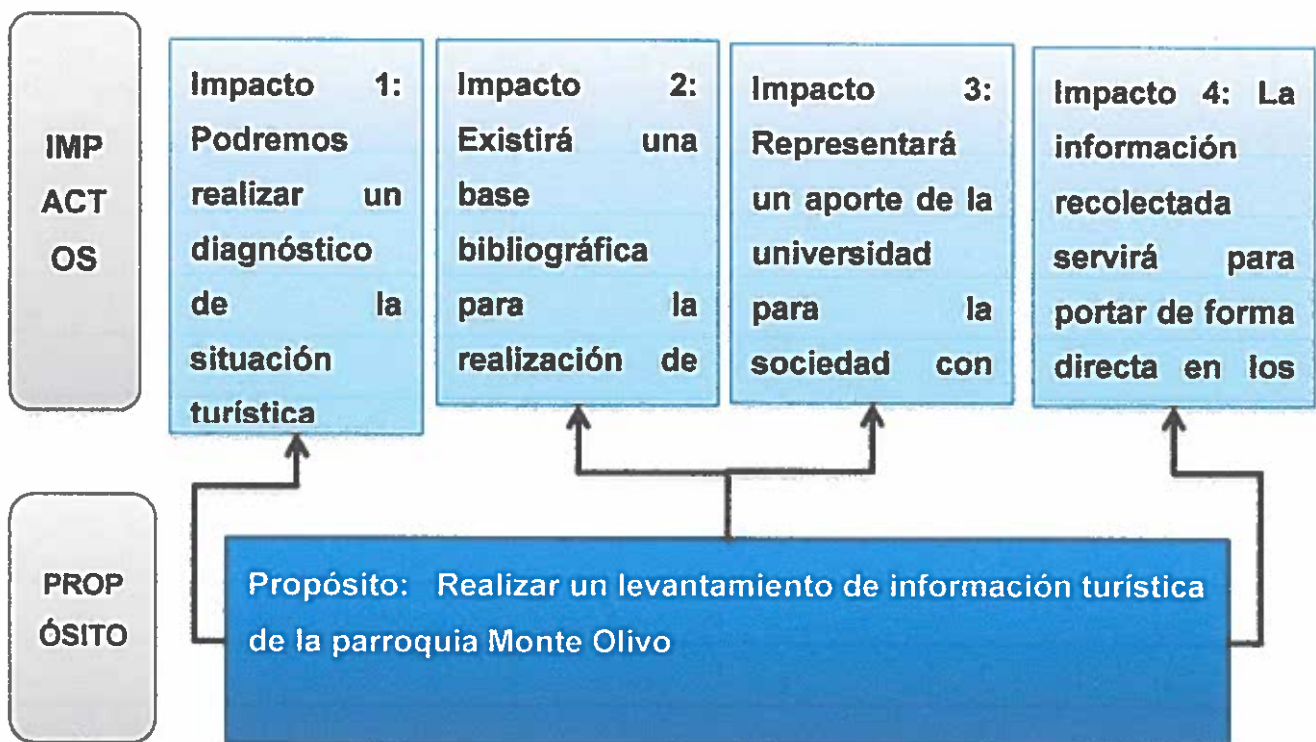 IMP
ACT
OS
Impacto 1:
Podremos
realizar un
diagnóstico
de la
situación
turística
Impacto 2:
Existirá una
base
bibliográfica
para la
realización de
Impacto 3:
Representará
un aporte de la
universidad
para la
sociedad con
Impacto 4: La
información
recolectada
servirá para
portar de forma
directa en los
PROP
ÓSITO
Propósito: Realizar un levantamiento de información turística
de la parroquia Monte Olivo